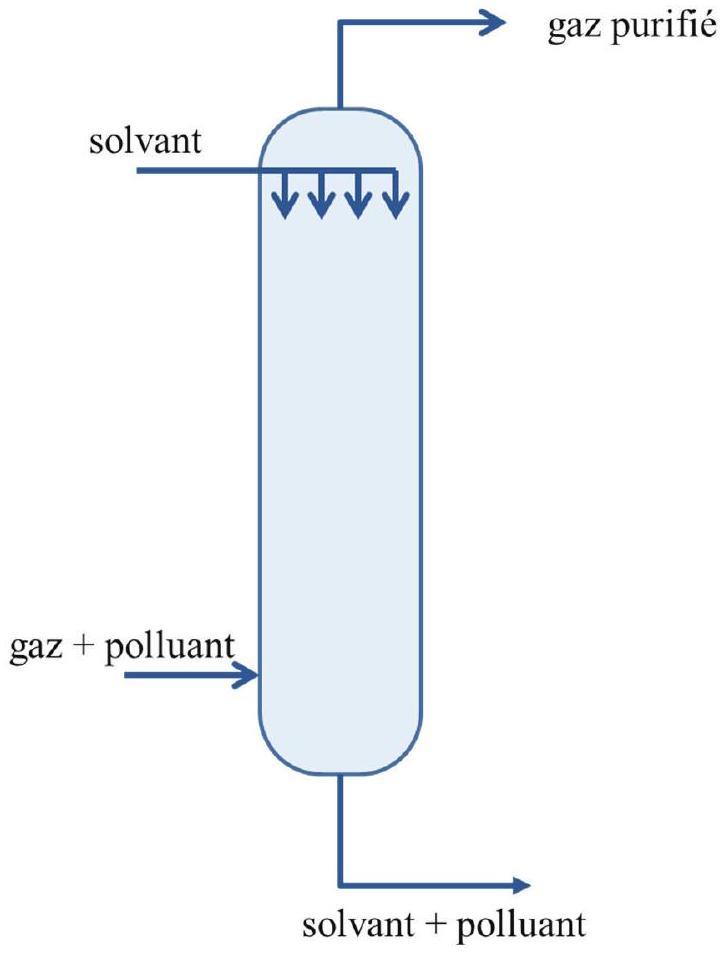 gaz purifié
solvant
gaz + polluant
solvant + polluant